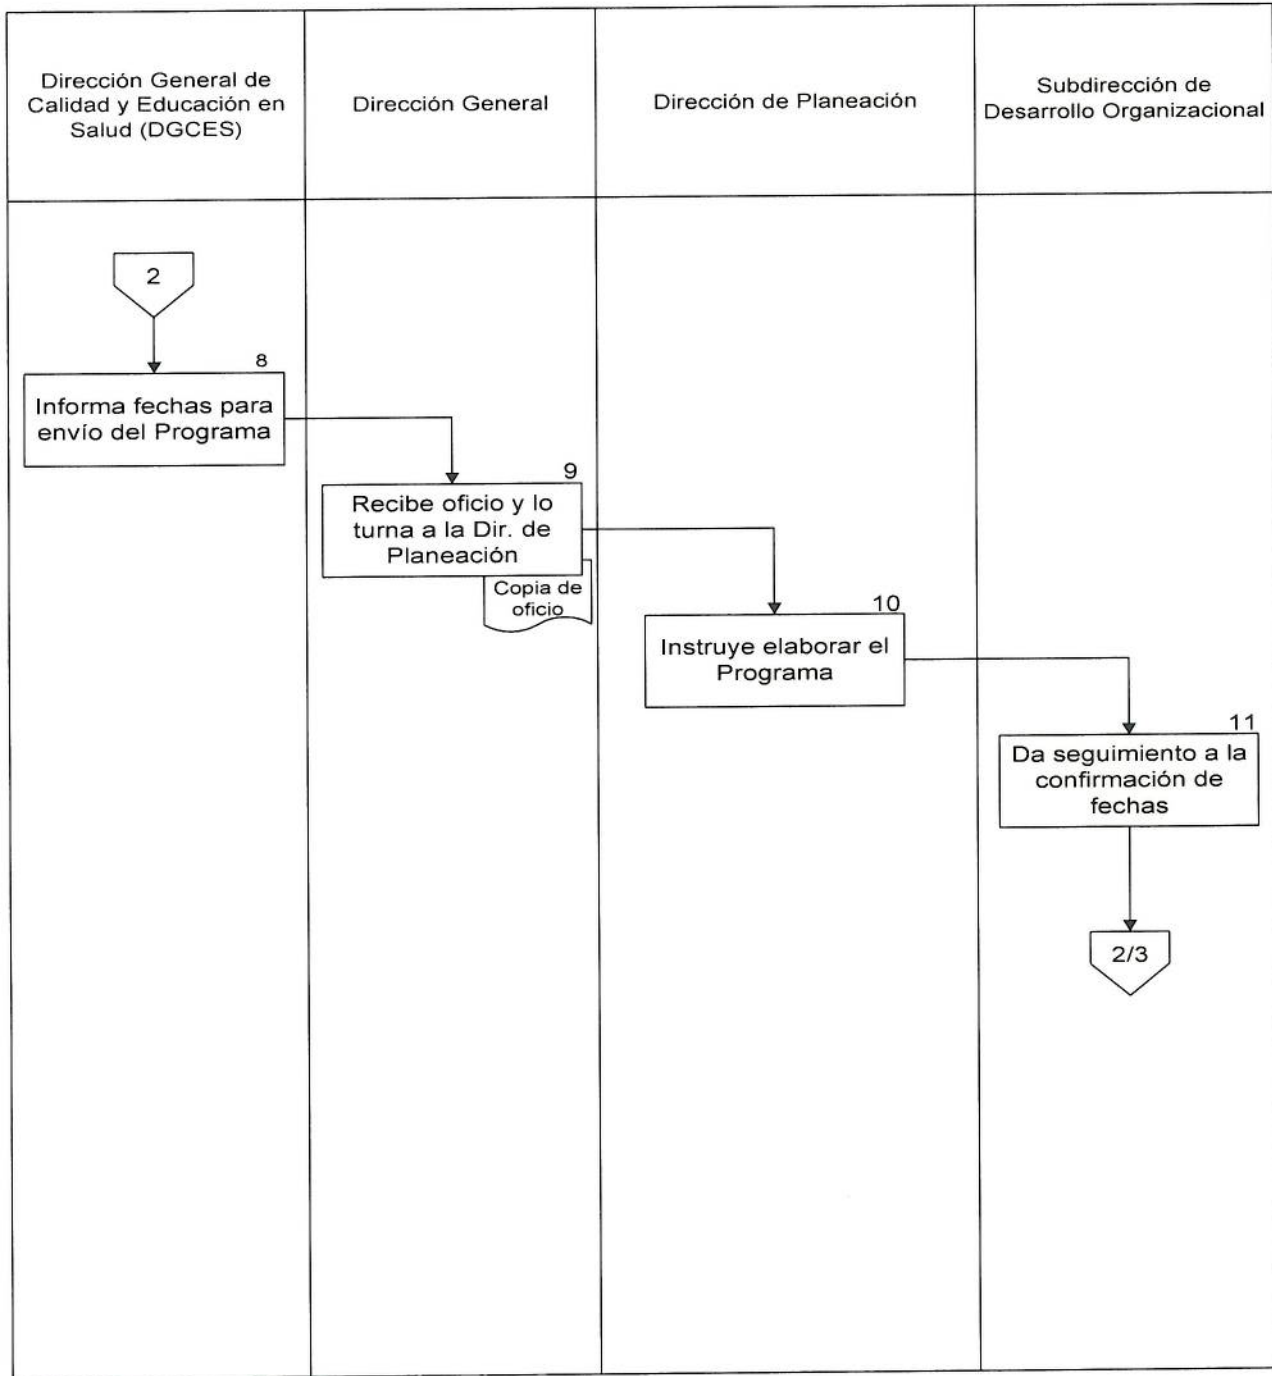 Dirección General de
Calidad y Educación en
Salud (DGCES)
Dirección General
Dirección de Planeación
Subdirección de
Desarrollo Organizacional
2
8
Informa fechas para
envío del Programa
9
Recibe oficio y lo
turna a la Dir. de
Planeación
Copia de
oficio
10
Instruye elaborar el
Programa
11
Da seguimiento a la
confirmación de
fechas
2/3